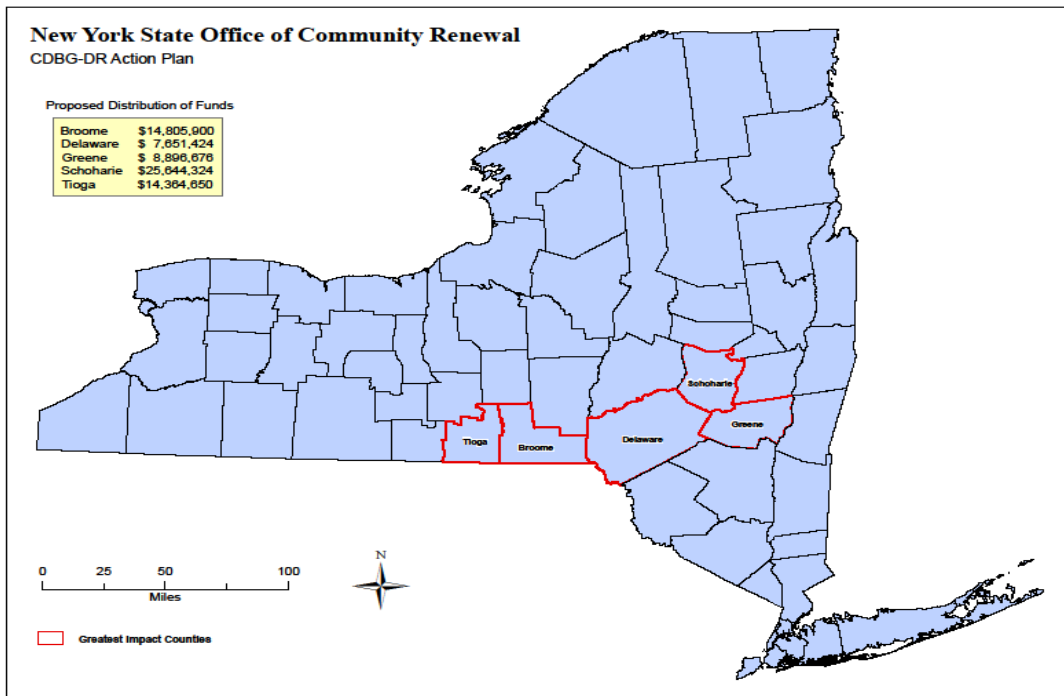 New York State Office of Community Renewal
CDBG-DR Action Plan
Proposed Distribution of Funds
Broome $14,805,900
Delaware $ 7,651,424
Greene $ 8,896,676
Schoharie $25,644,324
Tioga $14,364,650
Schoharie
Greene
Delaware
Tioga
Broome
N
0 25 50 100
Miles
Greatest Impact Counties